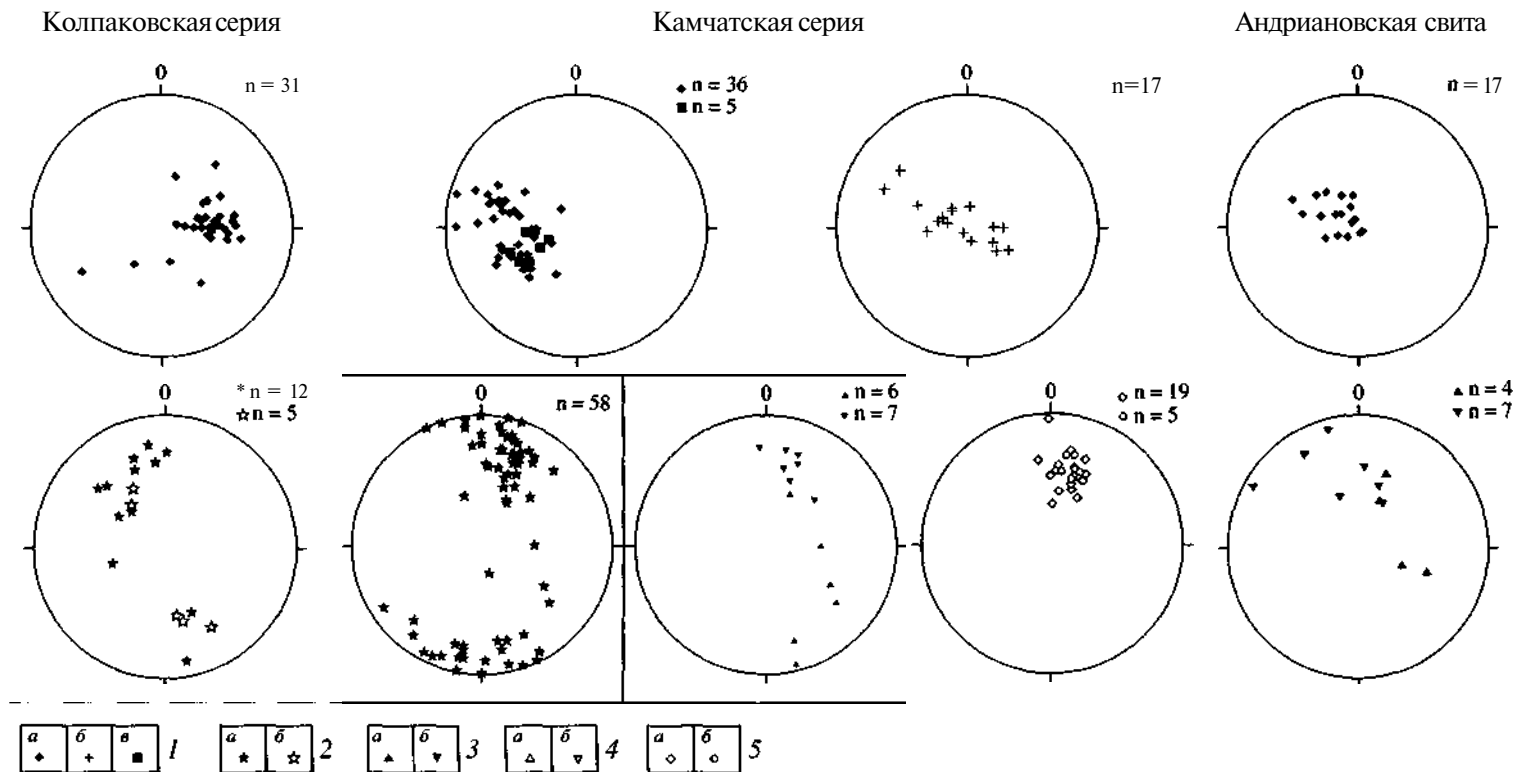 Колпаковская серия
Камчатская серия
Андриановская свита
0
n = 31
0
n = 36
n = 5
0
n=17
0
n = 17
0
* n = 12
n = 5
0
n = 58
0
n = 6
n = 7
0
n = 19
n = 5
0
n = 4
n = 7
а б в 1
а б 2
а б 3
а б 4
а б 5